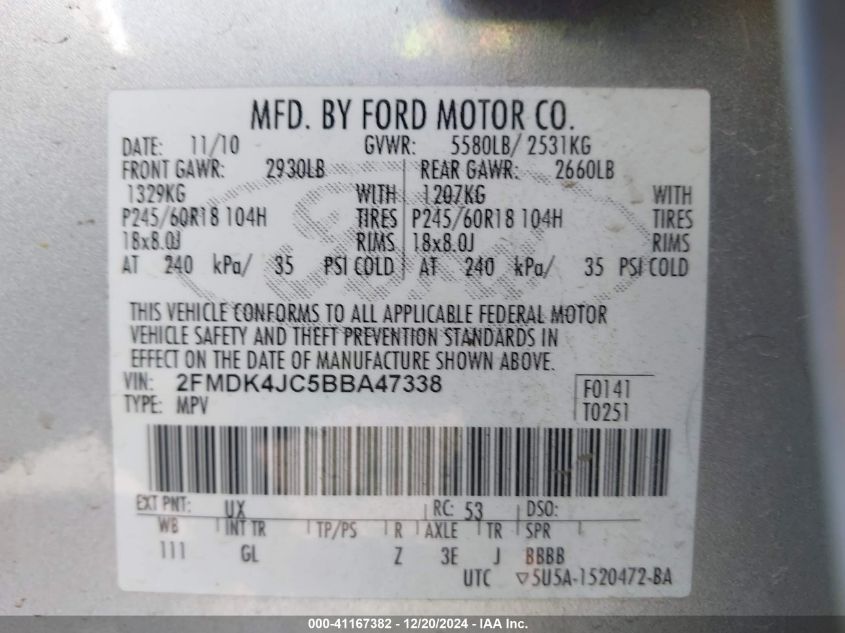 MFD. BY FORD MOTOR CO.
DATE: 11/10 GVWR: 5580LB/ 2531KG
FRONT GAWR: 2930LB REAR GAWR: 2660LB
1329KG WITH 1207KG WITH
P245/60R18 104H TIRES P245/60R18 104H TIRES
18x8.0J RIMS 18x8.0J RIMS
AT 240 kPa/ 35 PSI COLD AT 240 kPa/ 35 PSI COLD
THIS VEHICLE CONFORMS TO ALL APPLICABLE FEDERAL MOTOR
VEHICLE SAFETY AND THEFT PREVENTION STANDARDS IN
EFFECT ON THE DATE OF MANUFACTURE SHOWN ABOVE.
VIN: 2FMDK4JC5BBA47338 F0141
TYPE: MPV T0251
EXT PNT: UX RC: 53 DSO:
WB INT TR TP/PS R AXLE TR SPR
111 GL Z 3E J BBBB
UTC ▽5U5A-1520472-BA
000-41167382 - 12/20/2024 - IAA Inc.